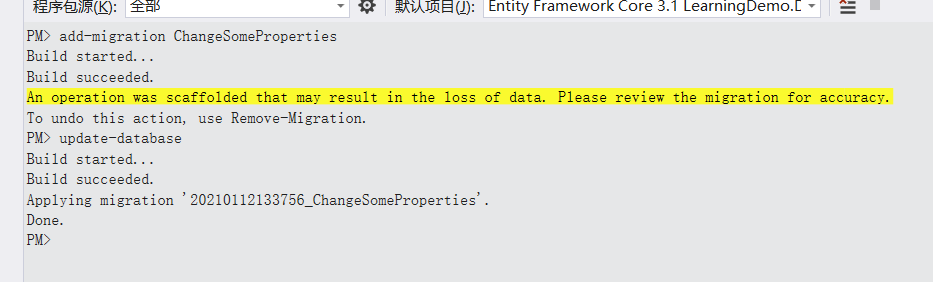 程序包源(K): 全部 默认项目(J): Entity Framework Core 3.1 LearningDemo.D
PM> add-migration ChangeSomeProperties
Build started...
Build succeeded.
An operation was scaffolded that may result in the loss of data. Please review the migration for accuracy.
To undo this action, use Remove-Migration.
PM> update-database
Build started...
Build succeeded.
Applying migration '20210112133756_ChangeSomeProperties'.
Done.
PM>